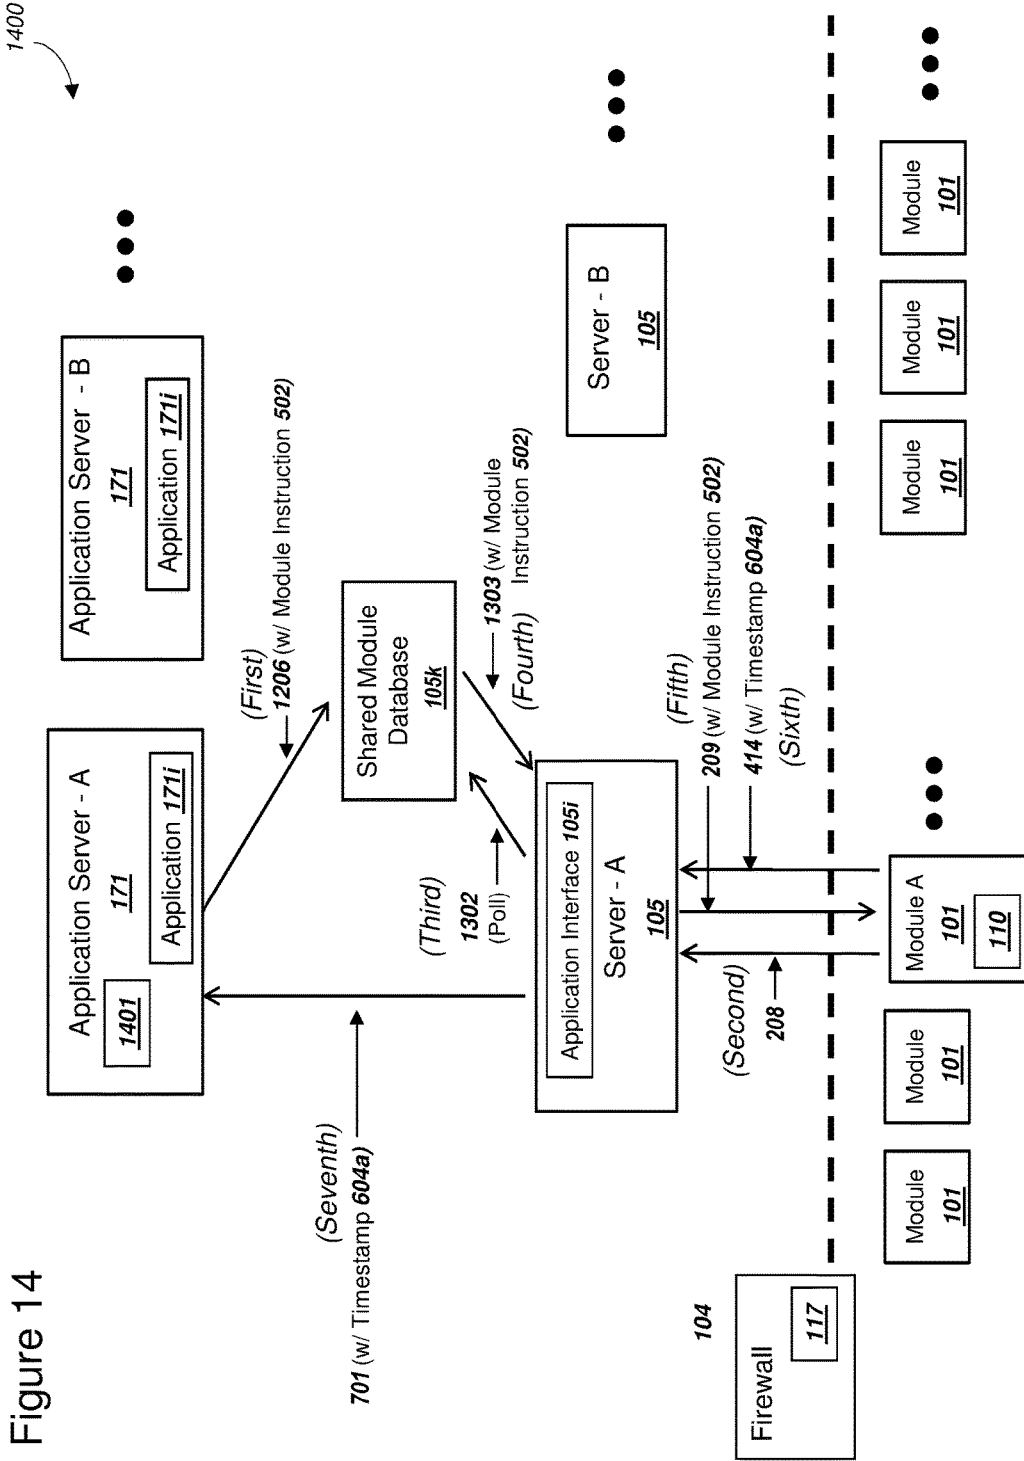 Figure 14
1400
Application Server - A
171
1401
Application 171i
Application Server - B
171
Application 171i
(First)
1206 (w/ Module Instruction 502)
(Seventh)
701 (w/ Timestamp 604a)
Shared Module
Database
105k
(Third)
1302
(Poll)
1303 (w/ Module
Instruction 502)
(Fourth)
Application Interface 105i
Server - A
105
Server - B
105
(Second)
208
(Fifth)
209 (w/ Module Instruction 502)
414 (w/ Timestamp 604a)
(Sixth)
104
Firewall
117
Module
101
Module
101
Module A
101
110
Module
101
Module
101
Module
101